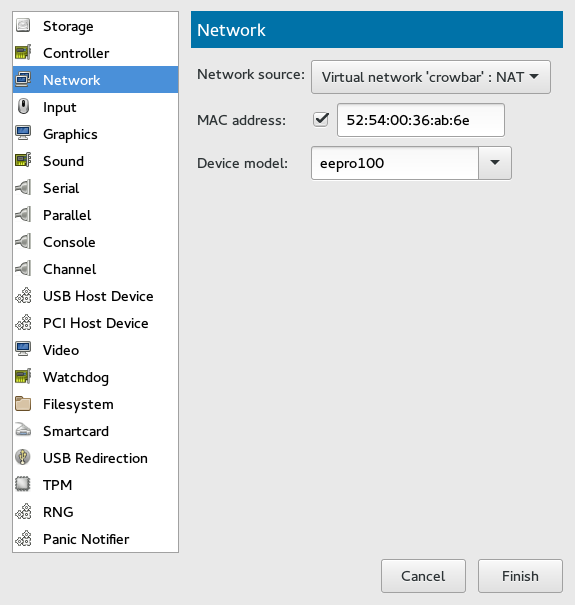 Storage
Controller
Network
Input
Graphics
Sound
Serial
Parallel
Console
Channel
USB Host Device
PCI Host Device
Video
Watchdog
Filesystem
Smartcard
USB Redirection
TPM
RNG
Panic Notifier
Network
Network source: Virtual network 'crowbar' : NAT
MAC address: 52:54:00:36:ab:6e
Device model: eepro100
Cancel Finish